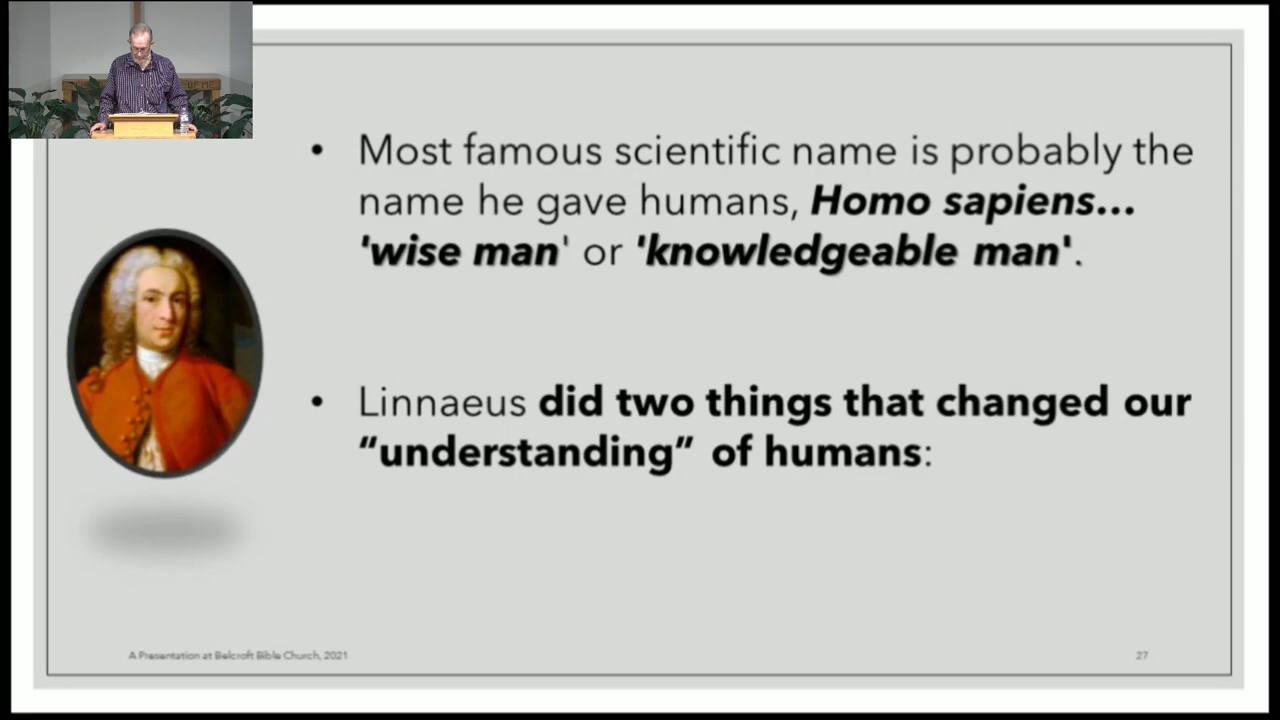 • Most famous scientific name is probably the
name he gave humans, Homo sapiens...
'wise man' or 'knowledgeable man'.
• Linnaeus did two things that changed our
“understanding” of humans:
A Presentation at Belcroft Bible Church, 2021
27